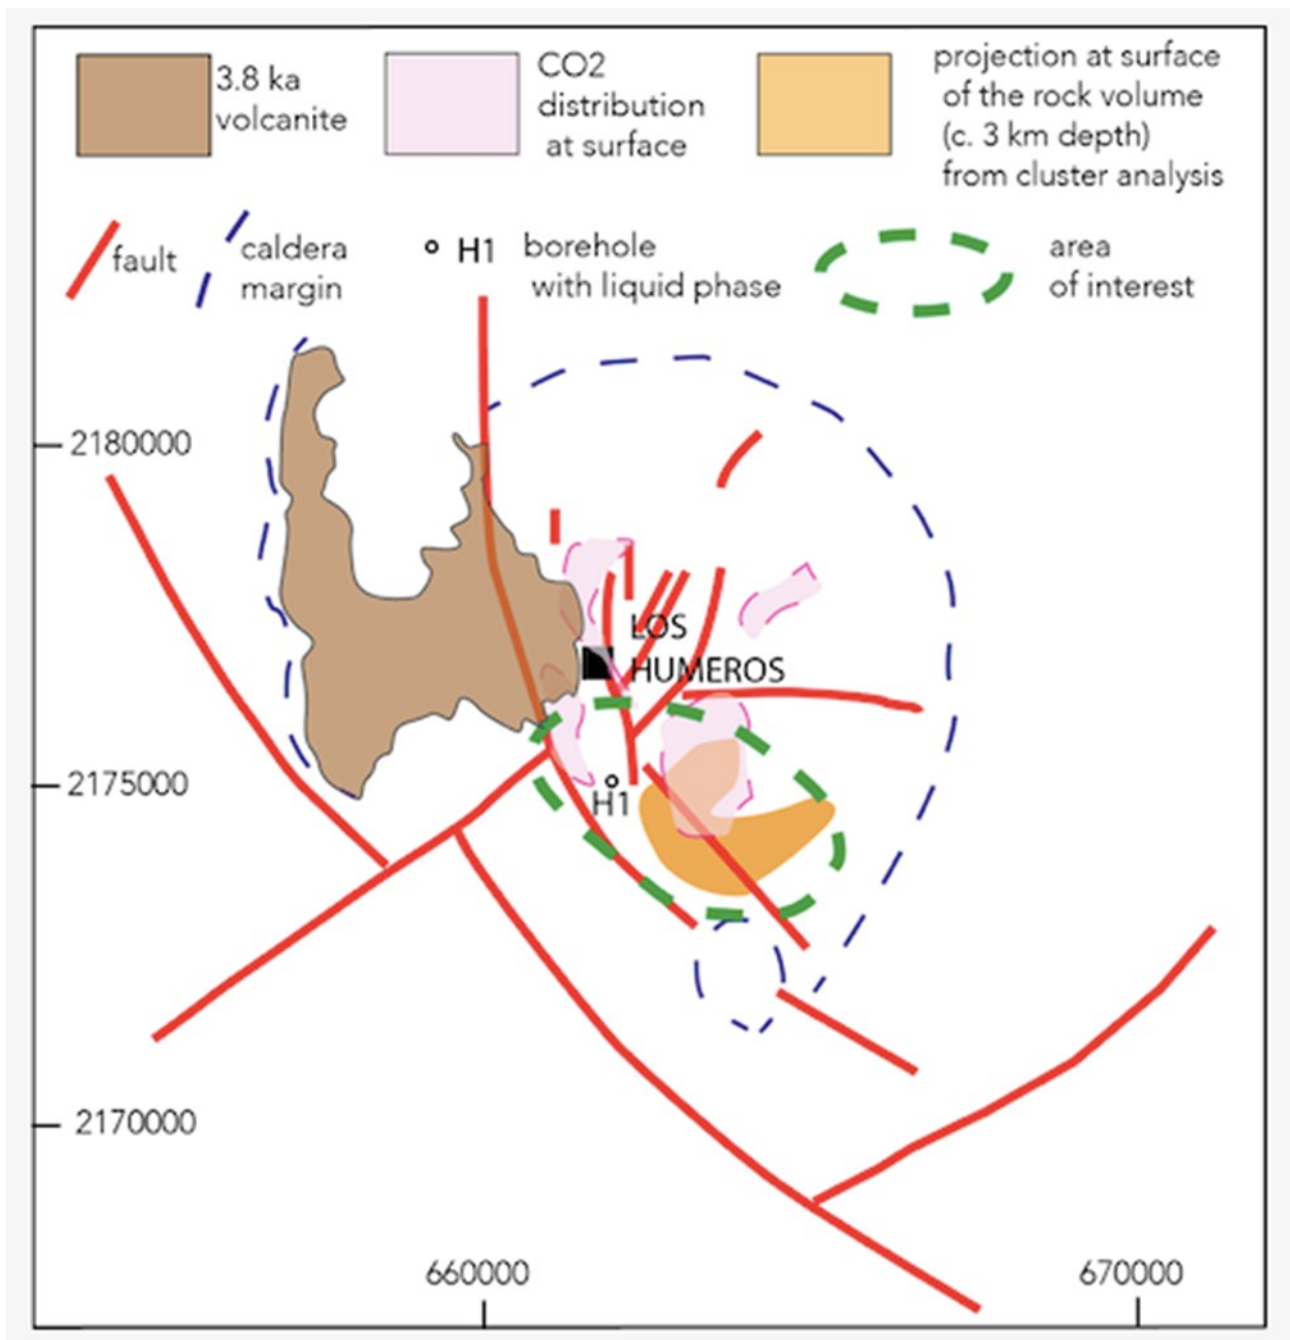 3.8 ka
volcanite
CO2
distribution
at surface
projection at surface
of the rock volume
(c. 3 km depth)
from cluster analysis
fault
caldera
margin
H1
borehole
with liquid phase
area
of interest
2180000
LOS
HUMEROS
2175000
H1
2170000
660000
670000